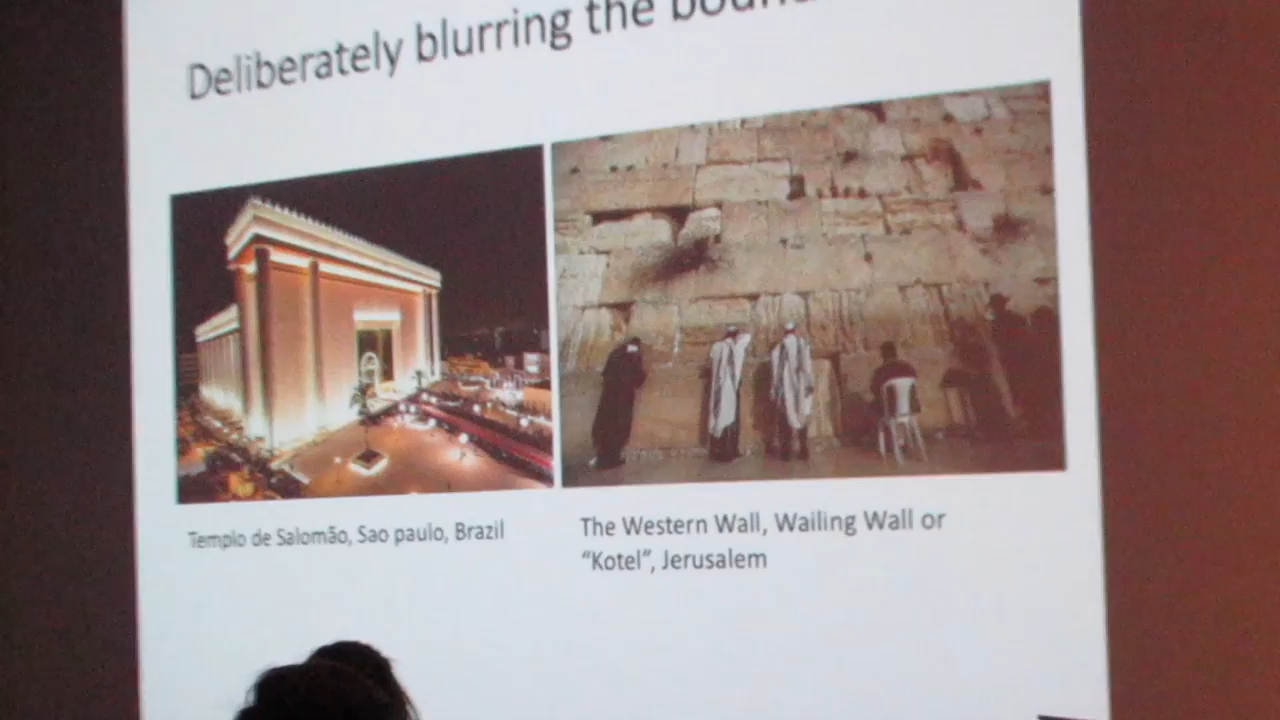 Deliberately blurring the
Templo de Salomão, Sao paulo, Brazil
The Western Wall, Wailing Wall or
“Kotel”, Jerusalem